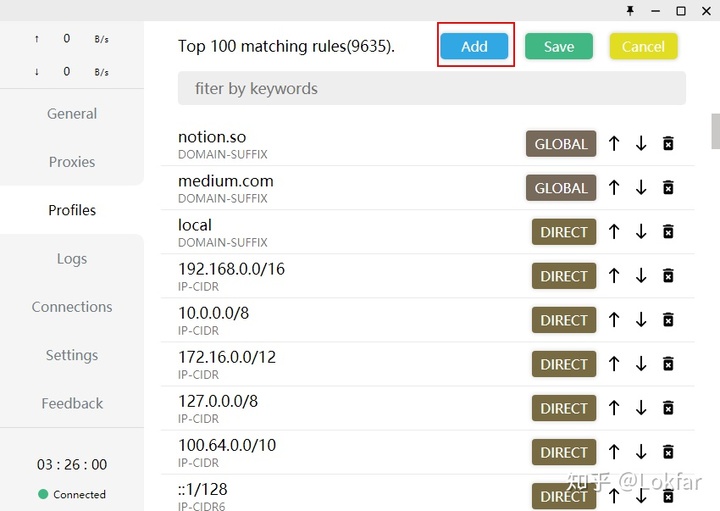 ↑ 0 B/s
↓ 0 B/s
General
Proxies
Profiles
Logs
Connections
Settings
Feedback
03 : 26 : 00
Connected
Top 100 matching rules(9635).
Add
Save
Cancel
fiter by keywords
notion.so
DOMAIN-SUFFIX
GLOBAL
medium.com
DOMAIN-SUFFIX
GLOBAL
local
DOMAIN-SUFFIX
DIRECT
192.168.0.0/16
IP-CIDR
DIRECT
10.0.0.0/8
IP-CIDR
DIRECT
172.16.0.0/12
IP-CIDR
DIRECT
127.0.0.0/8
IP-CIDR
DIRECT
100.64.0.0/10
IP-CIDR
DIRECT
::1/128
IP-CIDR6
DIRECT
知乎 @Lokfar